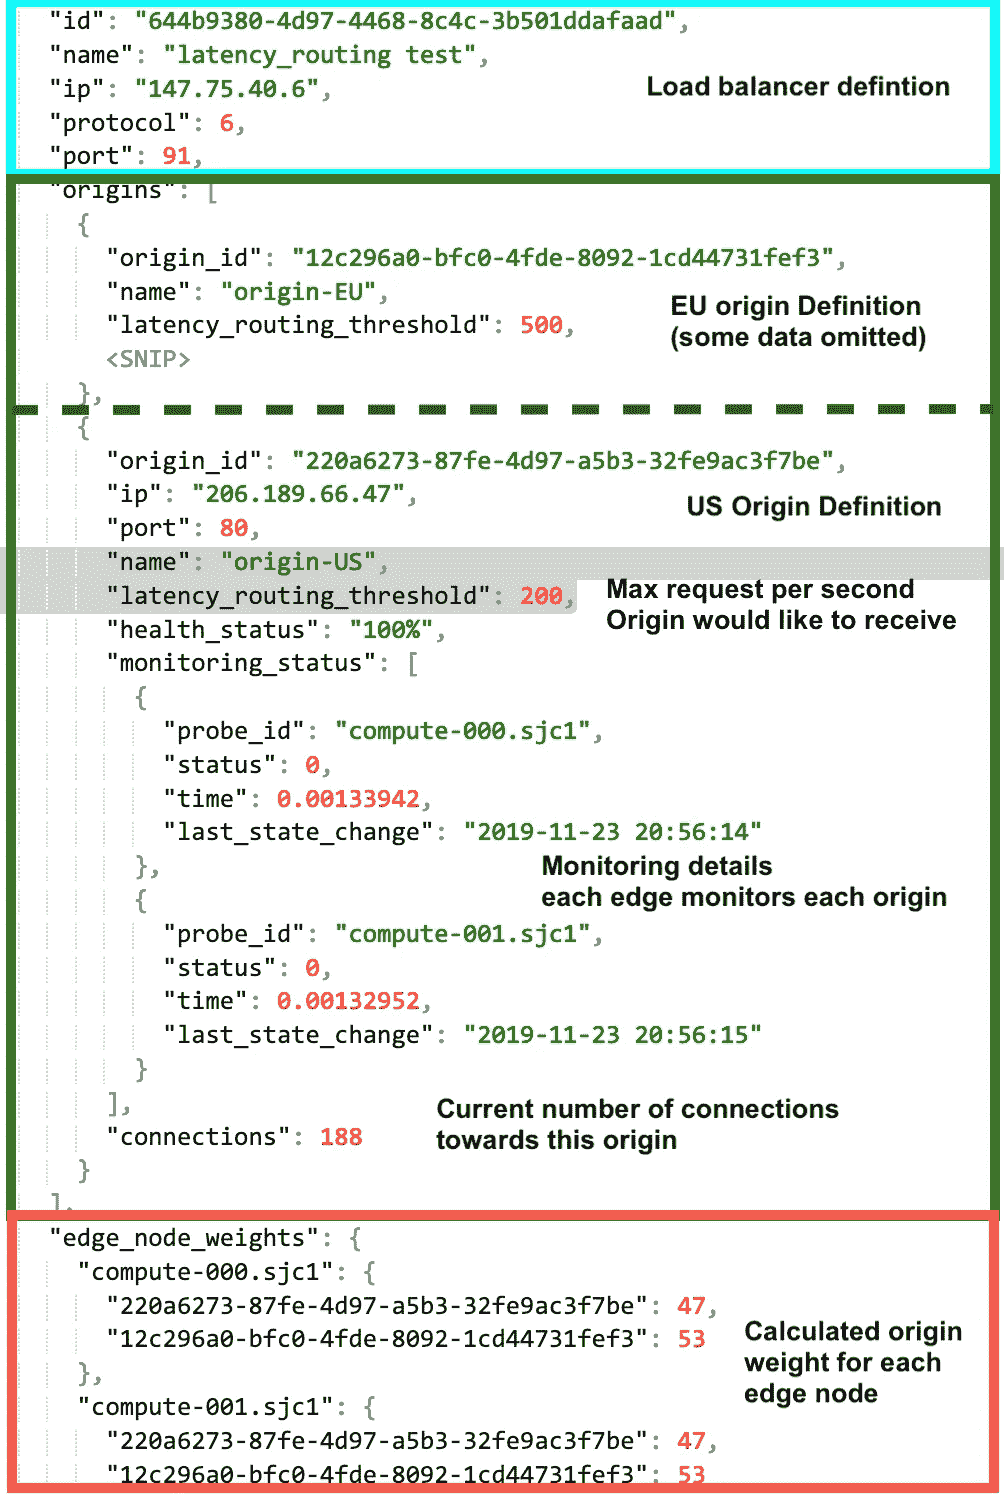 "id": "644b9380-4d97-4468-8c4c-3b501ddafaad",
"name": "latency_routing test",
"ip": "147.75.40.6",
Load balancer defintion
"protocol": 6,
"port": 91,
"origins": [
{
"origin_id": "12c296a0-bfc0-4fde-8092-1cd44731fef3",
"name": "origin-EU",
EU origin Definition
"latency_routing_threshold": 500,
(some data omitted)
<SNIP>
},
{
"origin_id": "220a6273-87fe-4d97-a5b3-32fe9ac3f7be",
"ip": "206.189.66.47",
US Origin Definition
"port": 80,
"name": "origin-US",
"latency_routing_threshold": 200,
Max request per second
Origin would like to receive
"health_status": "100%",
"monitoring_status": [
{
"probe_id": "compute-000.sjc1",
"status": 0,
"time": 0.00133942,
"last_state_change": "2019-11-23 20:56:14"
},
Monitoring details
each edge monitors each origin
{
"probe_id": "compute-001.sjc1",
"status": 0,
"time": 0.00132952,
"last_state_change": "2019-11-23 20:56:15"
}
],
Current number of connections
towards this origin
"connections": 188
}
],
"edge_node_weights": {
"compute-000.sjc1": {
"220a6273-87fe-4d97-a5b3-32fe9ac3f7be": 47,
"12c296a0-bfc0-4fde-8092-1cd44731fef3": 53
Calculated origin
weight for each
edge node
},
"compute-001.sjc1": {
"220a6273-87fe-4d97-a5b3-32fe9ac3f7be": 47,
"12c296a0-bfc0-4fde-8092-1cd44731fef3": 53